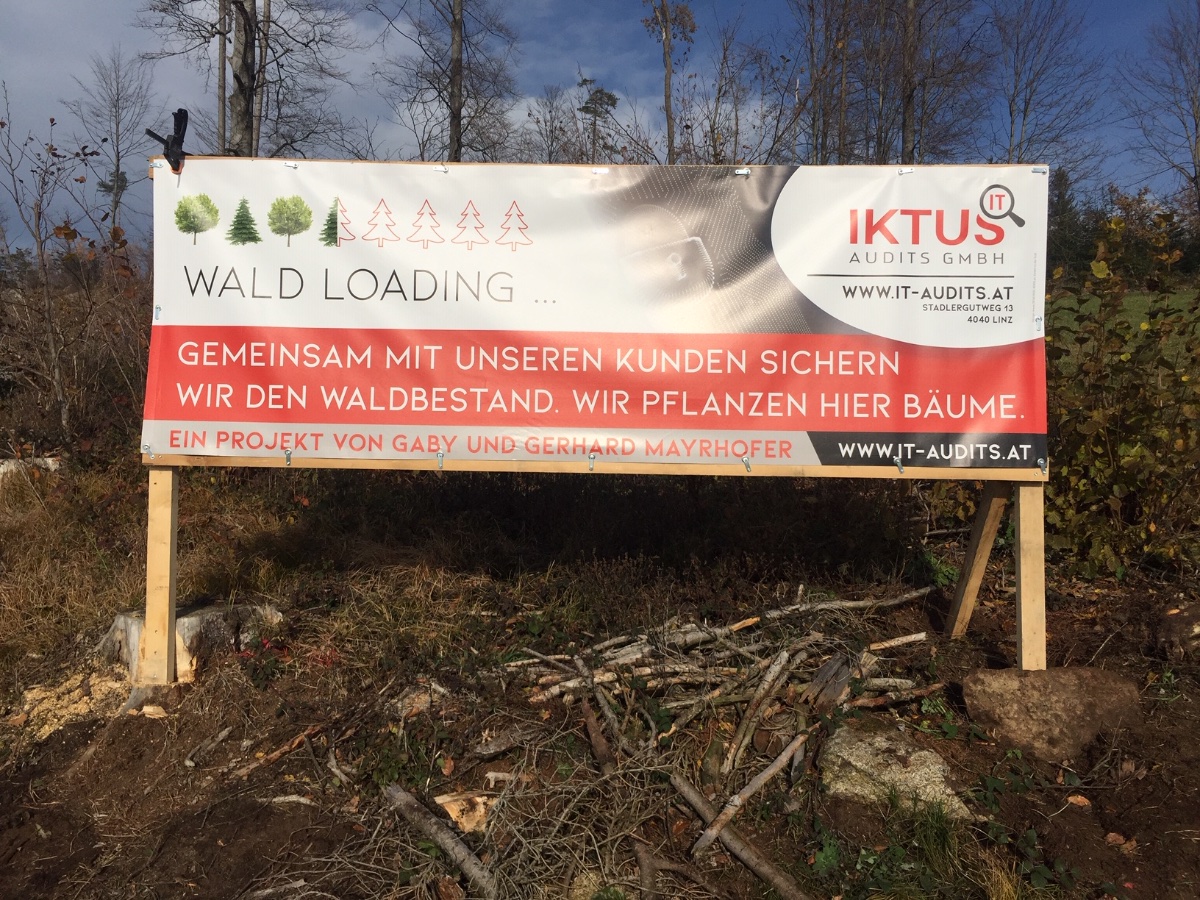 WALD LOADING ...
IT
IKTUS
AUDITS GMBH
WWW.IT-AUDITS.AT
STADLERGUTWEG 13
4040 LINZ
GEMEINSAM MIT UNSEREN KUNDEN SICHERN
WIR DEN WALDBESTAND. WIR PFLANZEN HIER BÄUME.
EIN PROJEKT VON GABY UND GERHARD MAYRHOFER
WWW.IT-AUDITS.AT